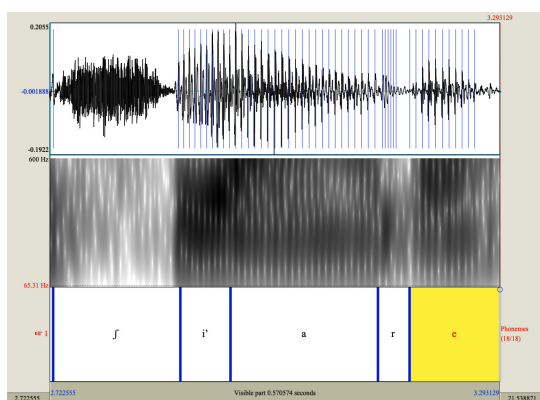 3.293129
0.2055
-0.001888
-0.1922
600 Hz
65.31 Hz
☞ 1 ʃ i' a r e Phonemes
(18/18)
2.722555 Visible part 0.570574 seconds 3.293129
2.722555 21.538871